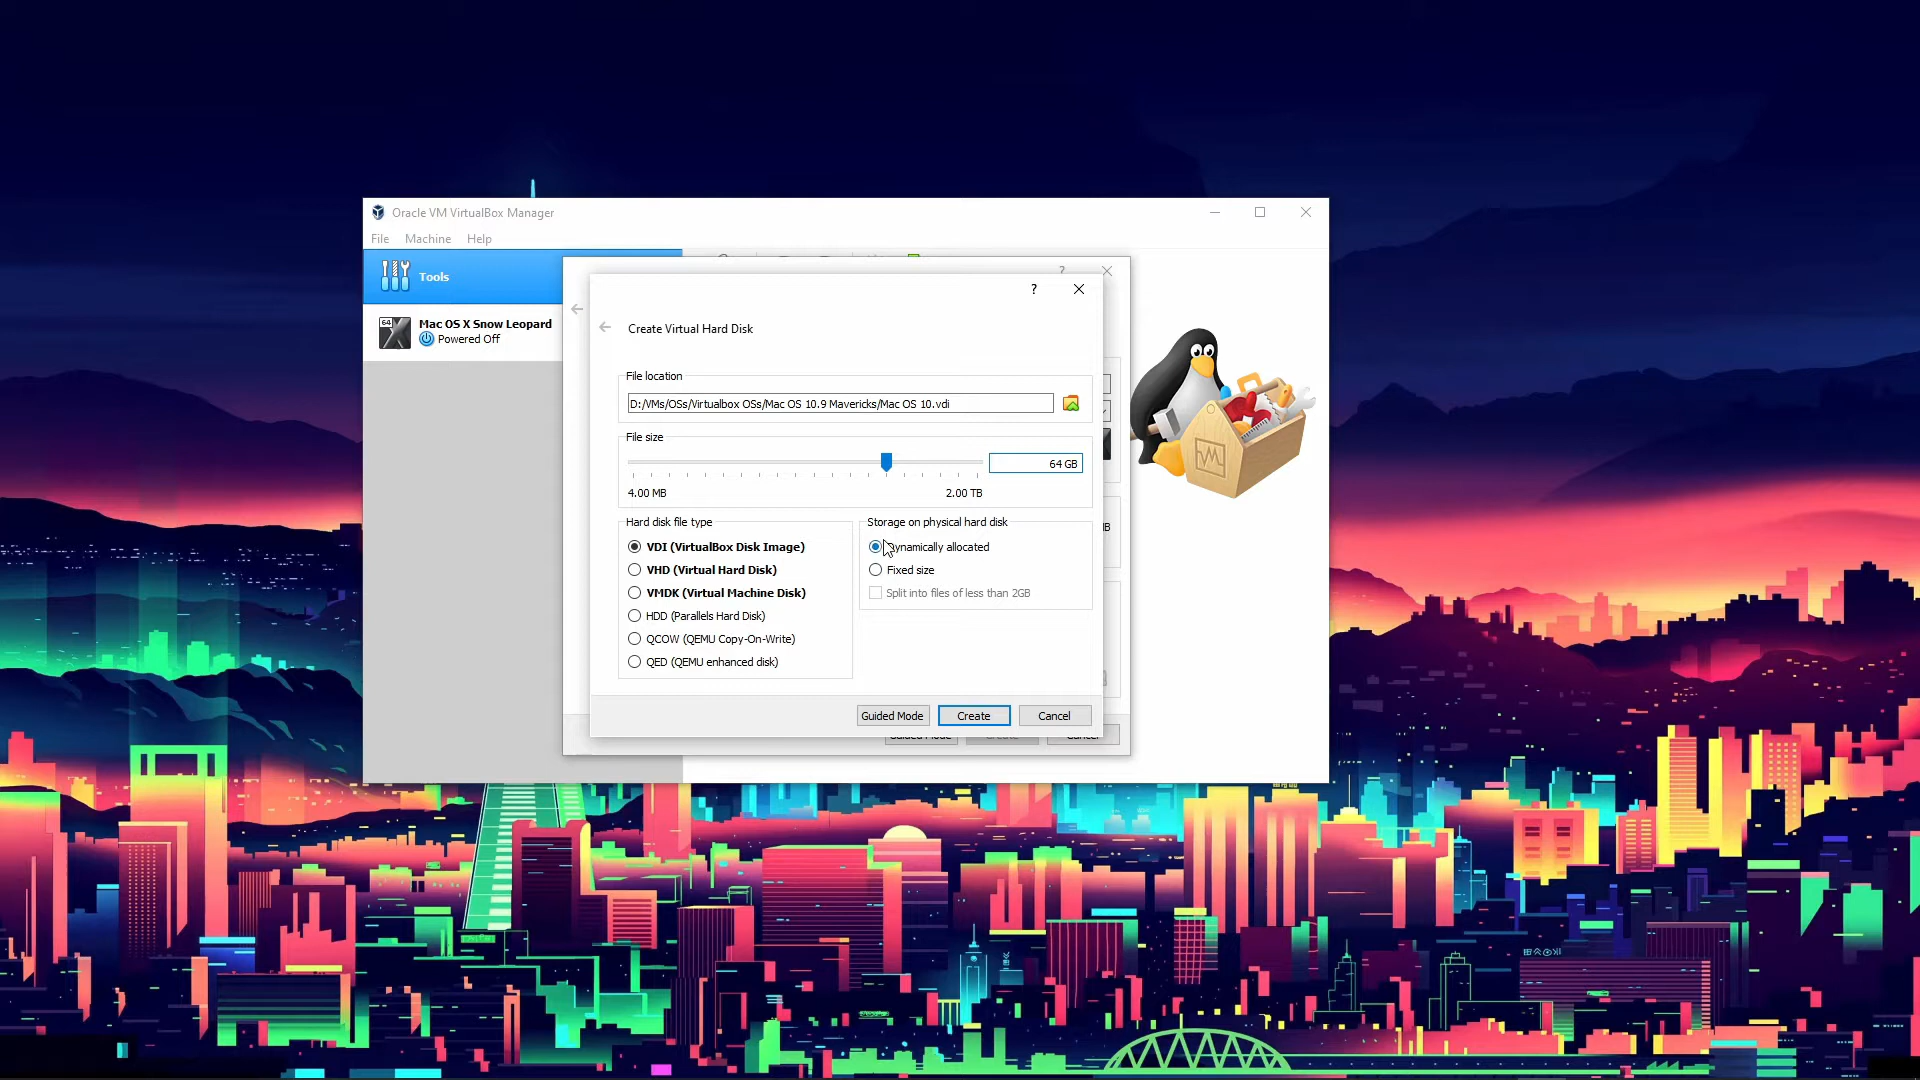 Oracle VM VirtualBox Manager
File Machine Help
Tools
64
Mac OS X Snow Leopard
Powered Off
?
?
Create Virtual Hard Disk
File location
D:/VMs/OSs/Virtualbox OSs/Mac OS 10.9 Mavericks/Mac OS 10.vdi
File size
64 GB
4.00 MB 2.00 TB
Hard disk file type
VDI (VirtualBox Disk Image)
VHD (Virtual Hard Disk)
VMDK (Virtual Machine Disk)
HDD (Parallels Hard Disk)
QCOW (QEMU Copy-On-Write)
QED (QEMU enhanced disk)
Storage on physical hard disk
ynamically allocated
Fixed size
Split into files of less than 2GB
Guided Mode Create Cancel